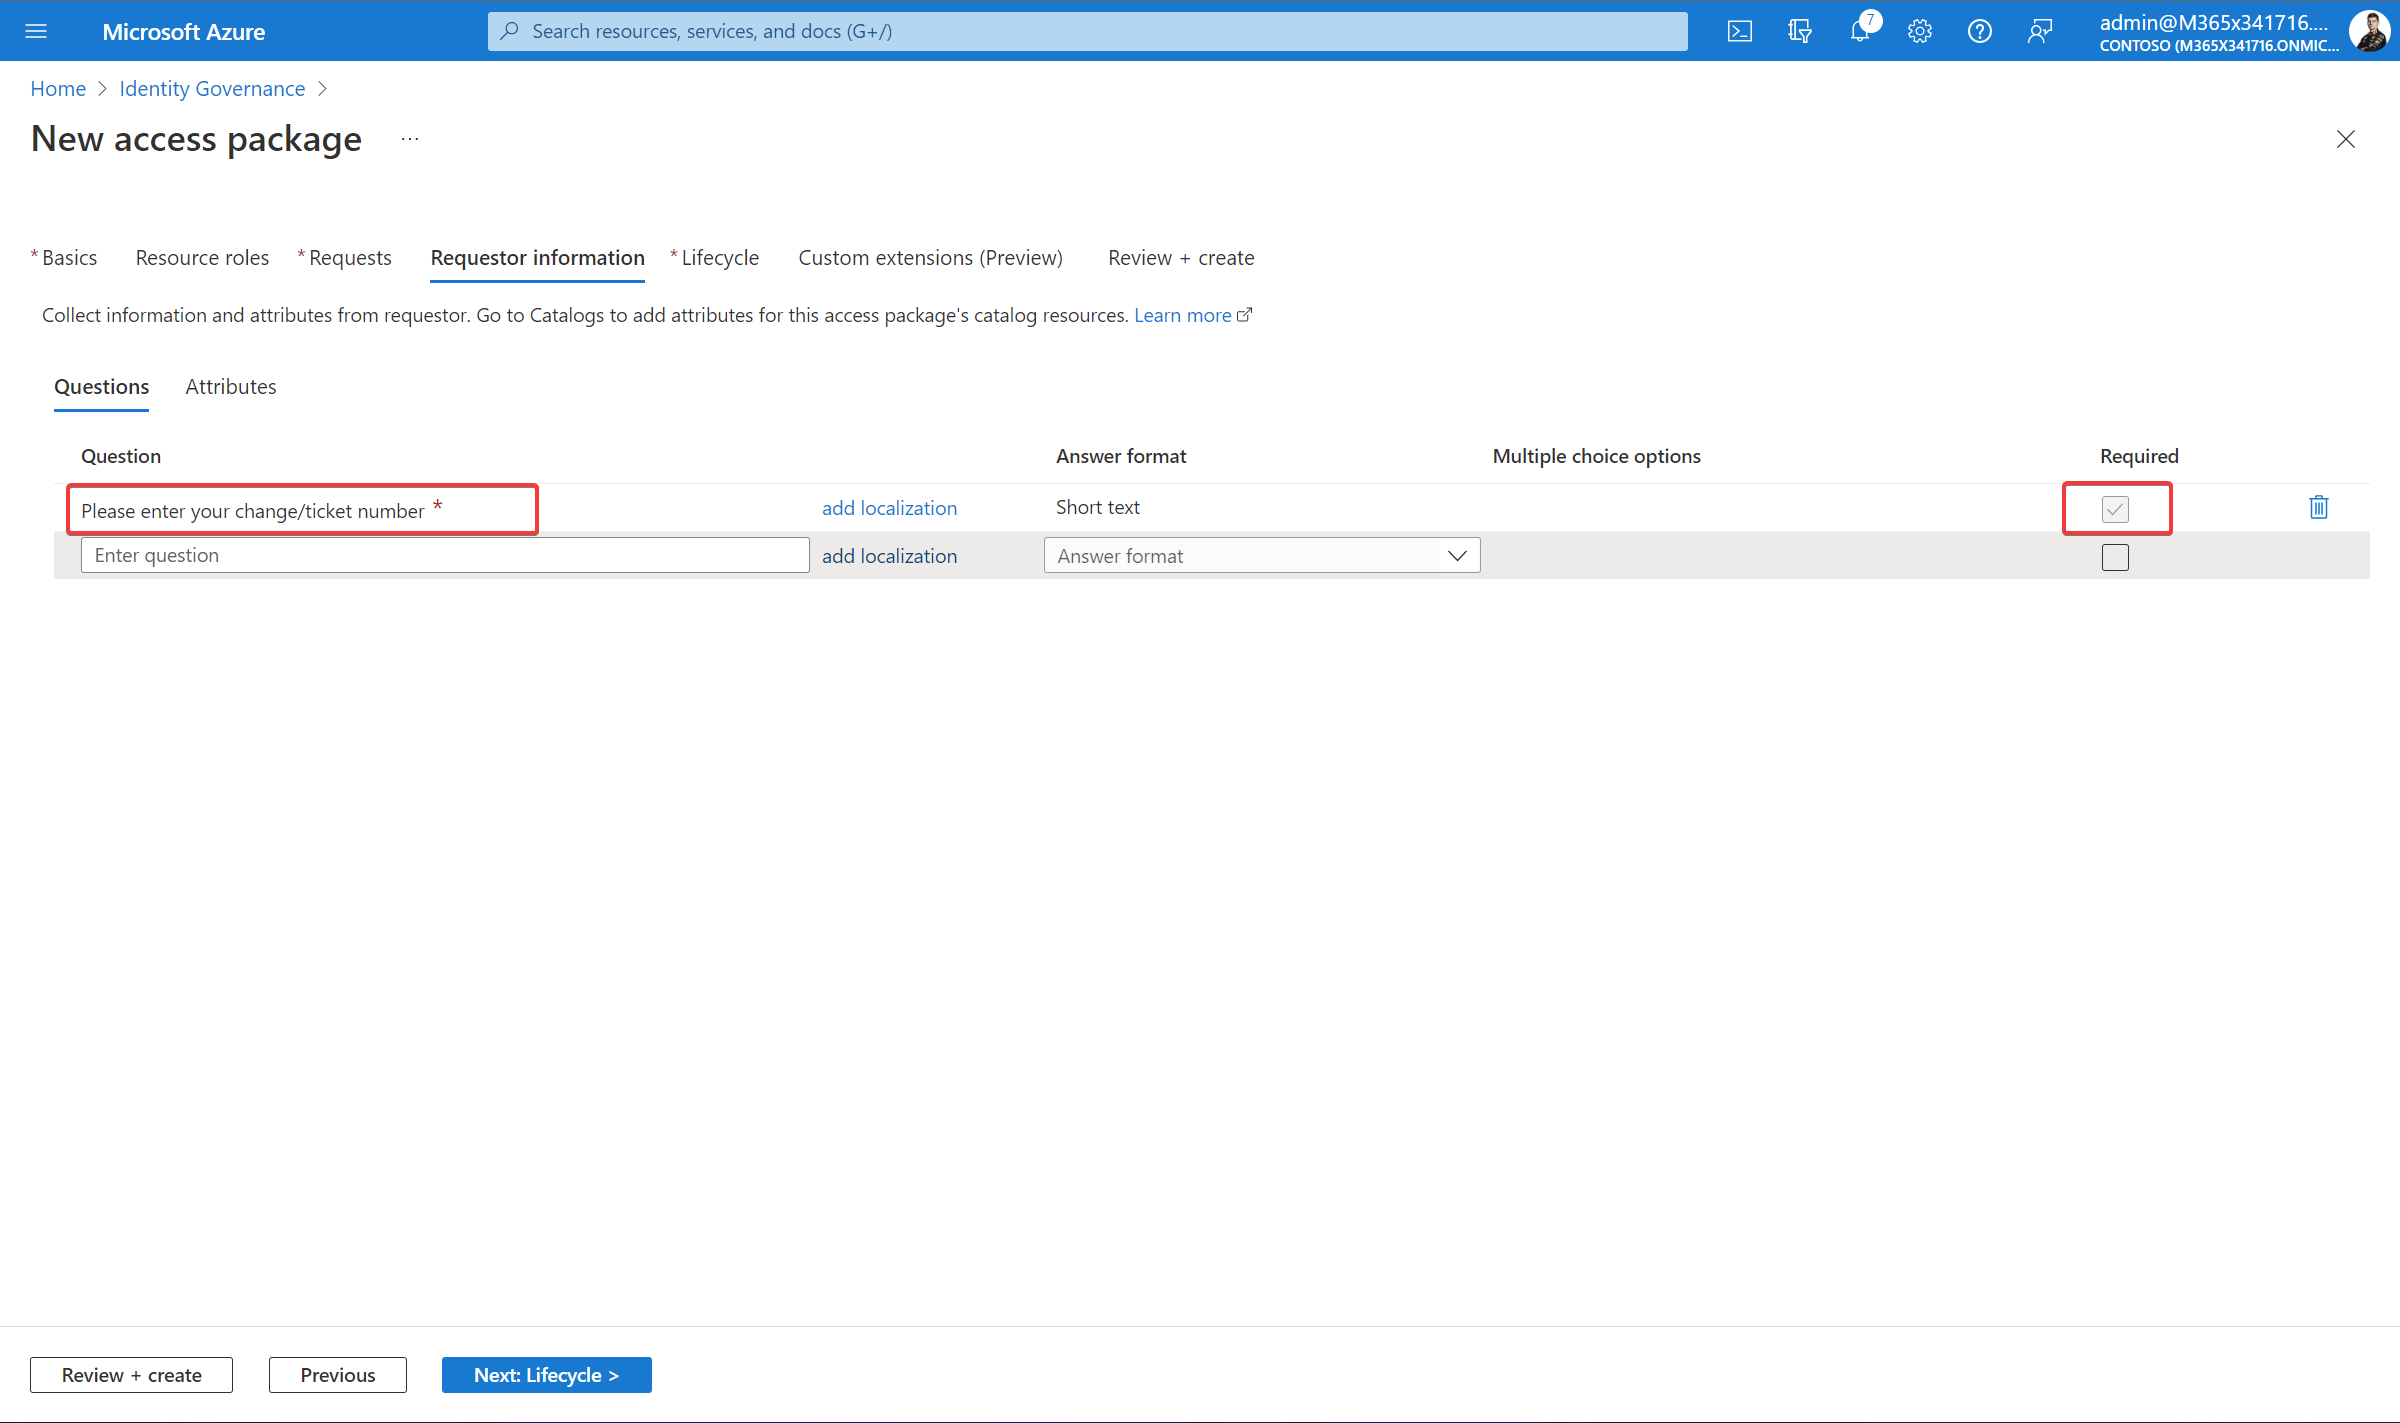 Microsoft Azure
Search resources, services, and docs (G+/)
7
admin@M365x341716....
CONTOSO (M365X341716.ONMIC...
Home > Identity Governance >
New access package ...
* Basics Resource roles * Requests Requestor information * Lifecycle Custom extensions (Preview) Review + create
Collect information and attributes from requestor. Go to Catalogs to add attributes for this access package's catalog resources. Learn more
Questions Attributes
Question Answer format Multiple choice options Required
Please enter your change/ticket number * add localization Short text
Enter question add localization Answer format
Review + create Previous Next: Lifecycle >